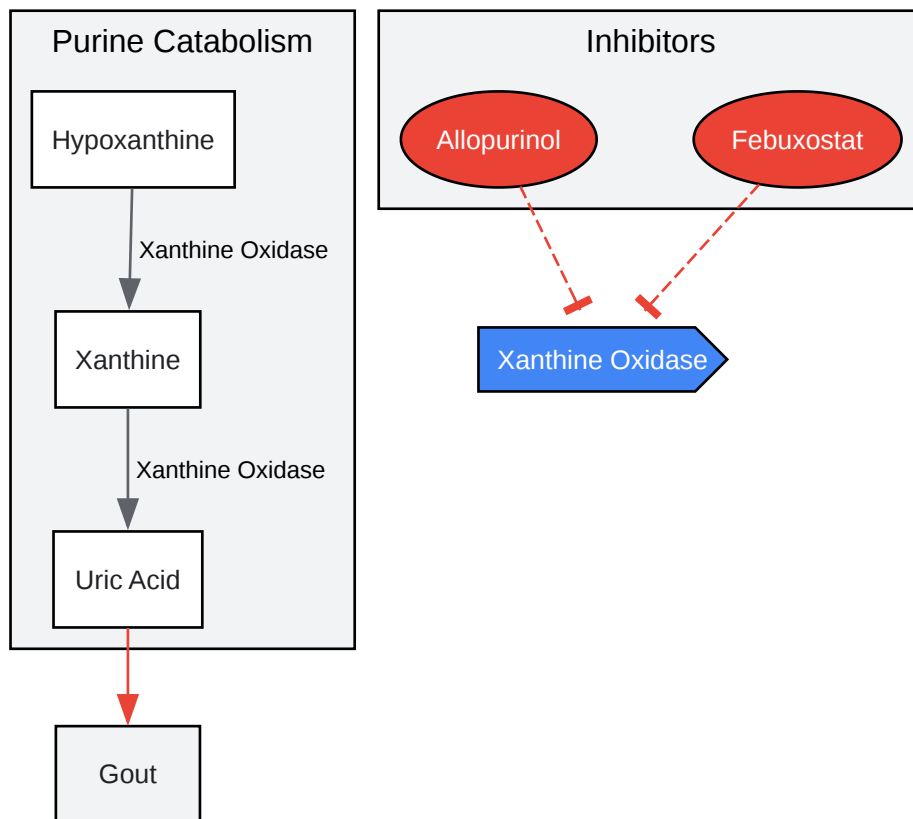 Purine Catabolism
Hypoxanthine
Xanthine Oxidase
Xanthine
Xanthine Oxidase
Uric Acid
Gout
Inhibitors
Allopurinol
Febuxostat
Xanthine Oxidase